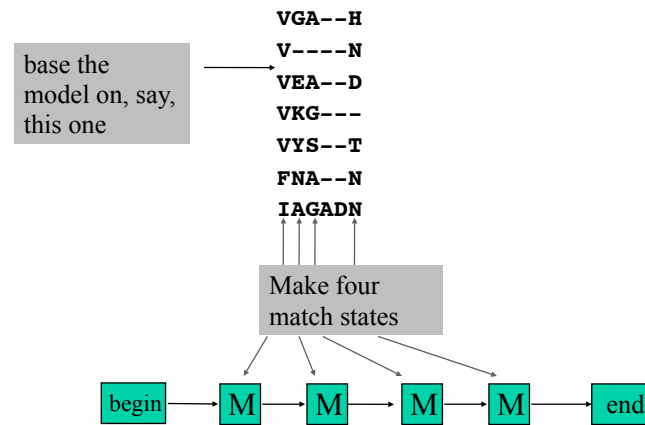 VGA--H
V----N
base the
model on, say,
this one
VEA--D
VKG---
VYS--T
FNA--N
IAGADN
Make four
match states
begin M M M M end